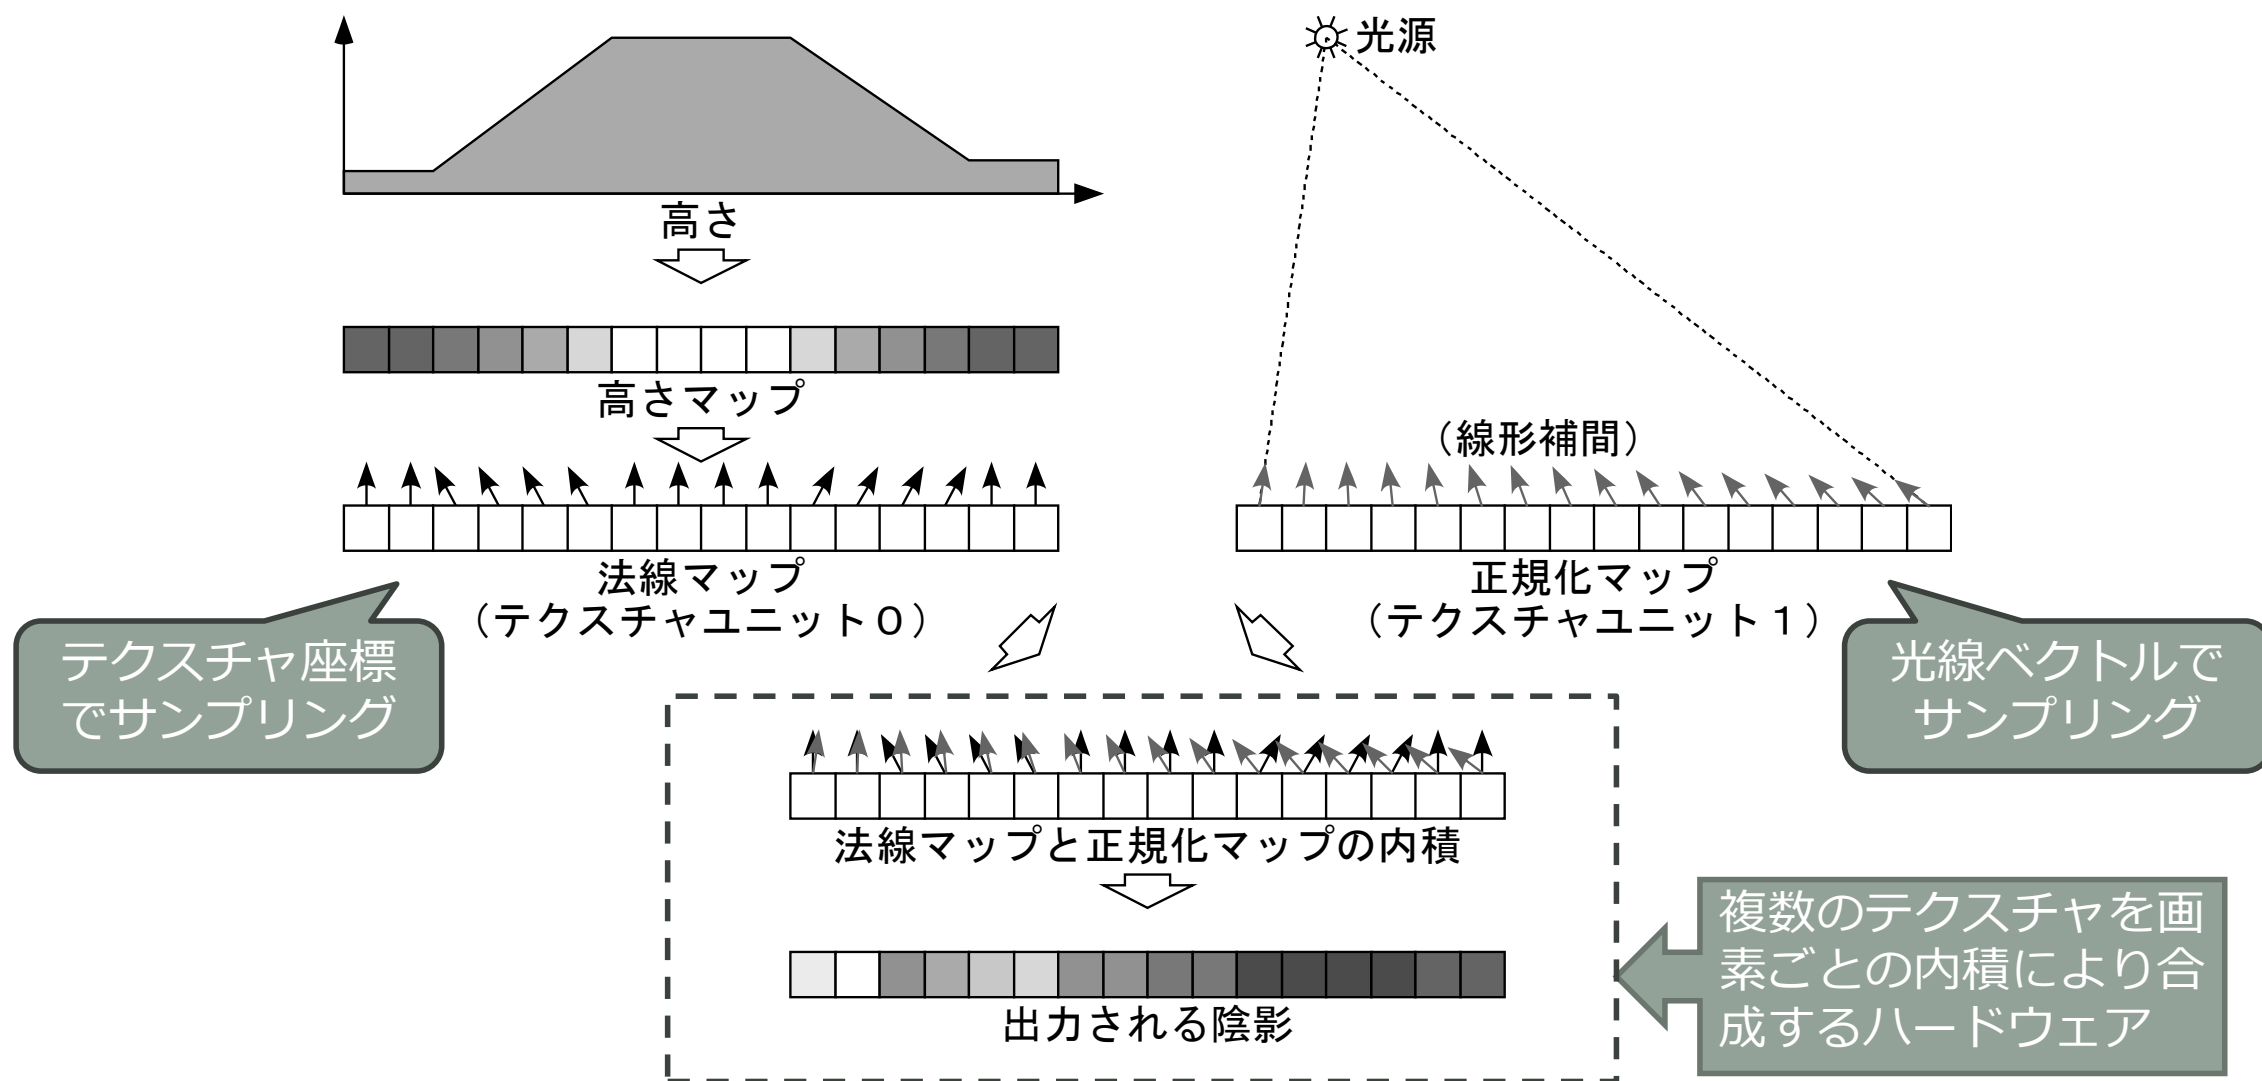 光源
高さ
高さマップ
（線形補間）
法線マップ
（テクスチャユニット０）
正規化マップ
（テクスチャユニット１）
テクスチャ座標
でサンプリング
光線ベクトルで
サンプリング
法線マップと正規化マップの内積
出力される陰影
複数のテクスチャを画
素ごとの内積により合
成するハードウェア